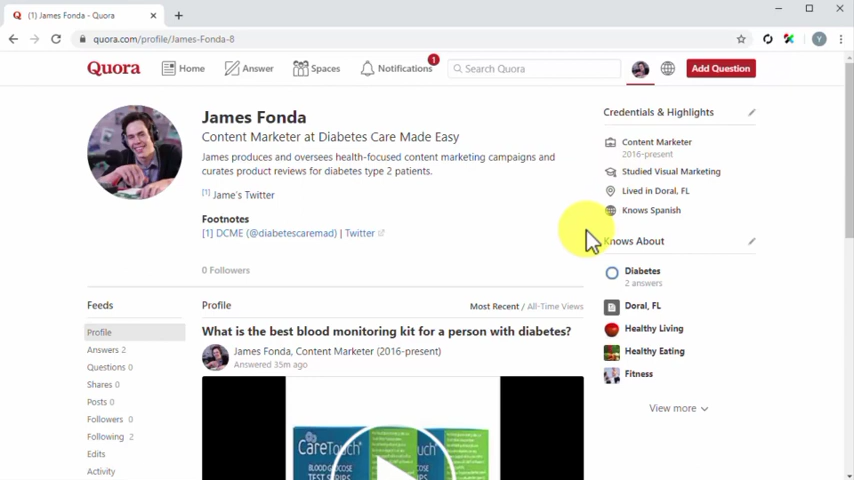 (1) James Fonda - Quora
quora.com/profile/James-Fonda-8
Y
Quora
Home
Answer
Spaces
Notifications
1
Search Quora
Add Question
James Fonda
Content Marketer at Diabetes Care Made Easy
James produces and oversees health-focused content marketing campaigns and
curates product reviews for diabetes type 2 patients.
[1] Jame's Twitter
Footnotes
[1] DCME (@diabetescaremad) | Twitter
0 Followers
Credentials & Highlights
Content Marketer
2016-present
Studied Visual Marketing
Lived in Doral, FL
Knows Spanish
Knows About
Diabetes
2 answers
Doral, FL
Healthy Living
Healthy Eating
Fitness
View more
Feeds
Profile
Answers 2
Questions 0
Shares 0
Posts 0
Followers 0
Following 2
Edits
Activity
Profile
Most Recent / All-Time Views
What is the best blood monitoring kit for a person with diabetes?
James Fonda, Content Marketer (2016-present)
Answered 35m ago
CareTouch
BLOOD GLUCOSE
TEST STRIPS